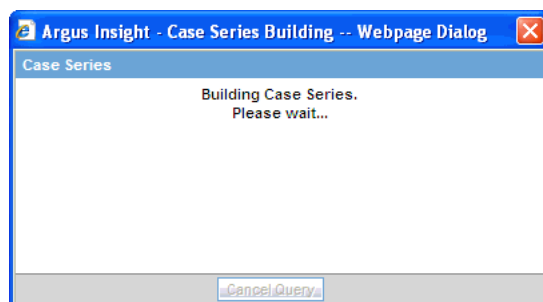 Argus Insight - Case Series Building -- Webpage Dialog
Case Series
Building Case Series.
Please wait...
Cancel Query